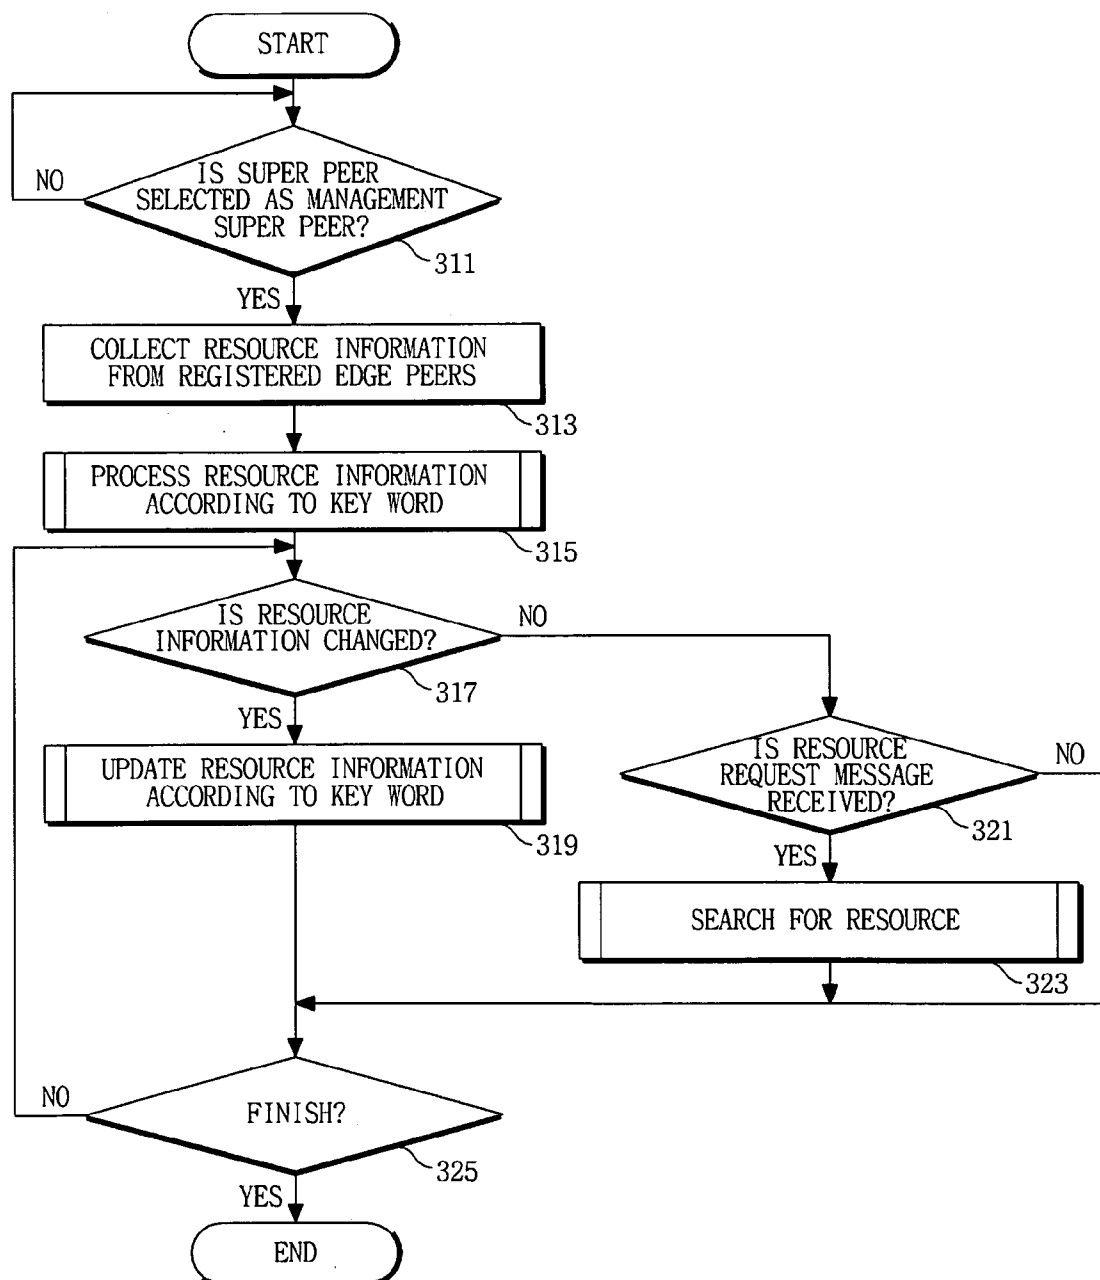 START
IS SUPER PEER
SELECTED AS MANAGEMENT
SUPER PEER?
NO
311
YES
COLLECT RESOURCE INFORMATION
FROM REGISTERED EDGE PEERS
313
PROCESS RESOURCE INFORMATION
ACCORDING TO KEY WORD
315
IS RESOURCE
INFORMATION CHANGED?
NO
317
YES
UPDATE RESOURCE INFORMATION
ACCORDING TO KEY WORD
319
IS RESOURCE
REQUEST MESSAGE
RECEIVED?
NO
321
YES
SEARCH FOR RESOURCE
323
FINISH?
NO
325
YES
END